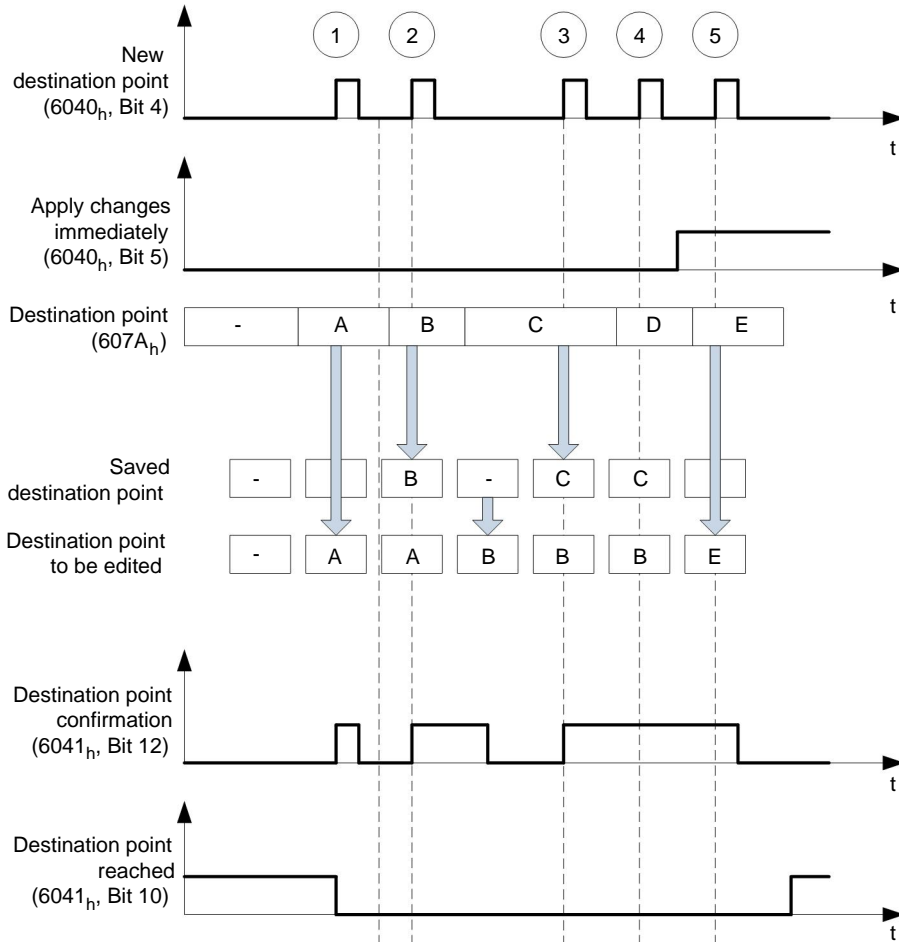 1 2 3 4 5
New
destination point
(6040h, Bit 4)
t
Apply changes
immediately
(6040h, Bit 5)
t
Destination point
(607Ah)
- A B C D E
Saved
destination point
- B - C C
Destination point
to be edited
- A A B B B E
Destination point
confirmation
(6041h, Bit 12)
t
Destination point
reached
(6041h, Bit 10)
t